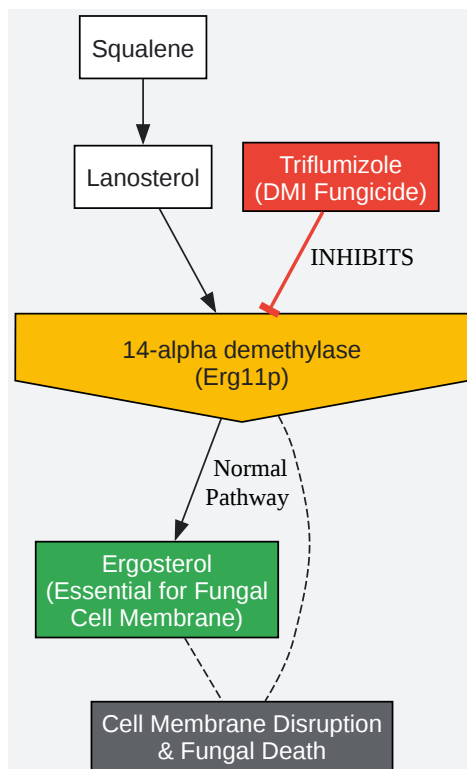 Squalene
Lanosterol
Triflumizole
(DMI Fungicide)
INHIBITS
14-alpha demethylase
(Erg11p)
Normal
Pathway
Ergosterol
(Essential for Fungal
Cell Membrane)
Cell Membrane Disruption
& Fungal Death